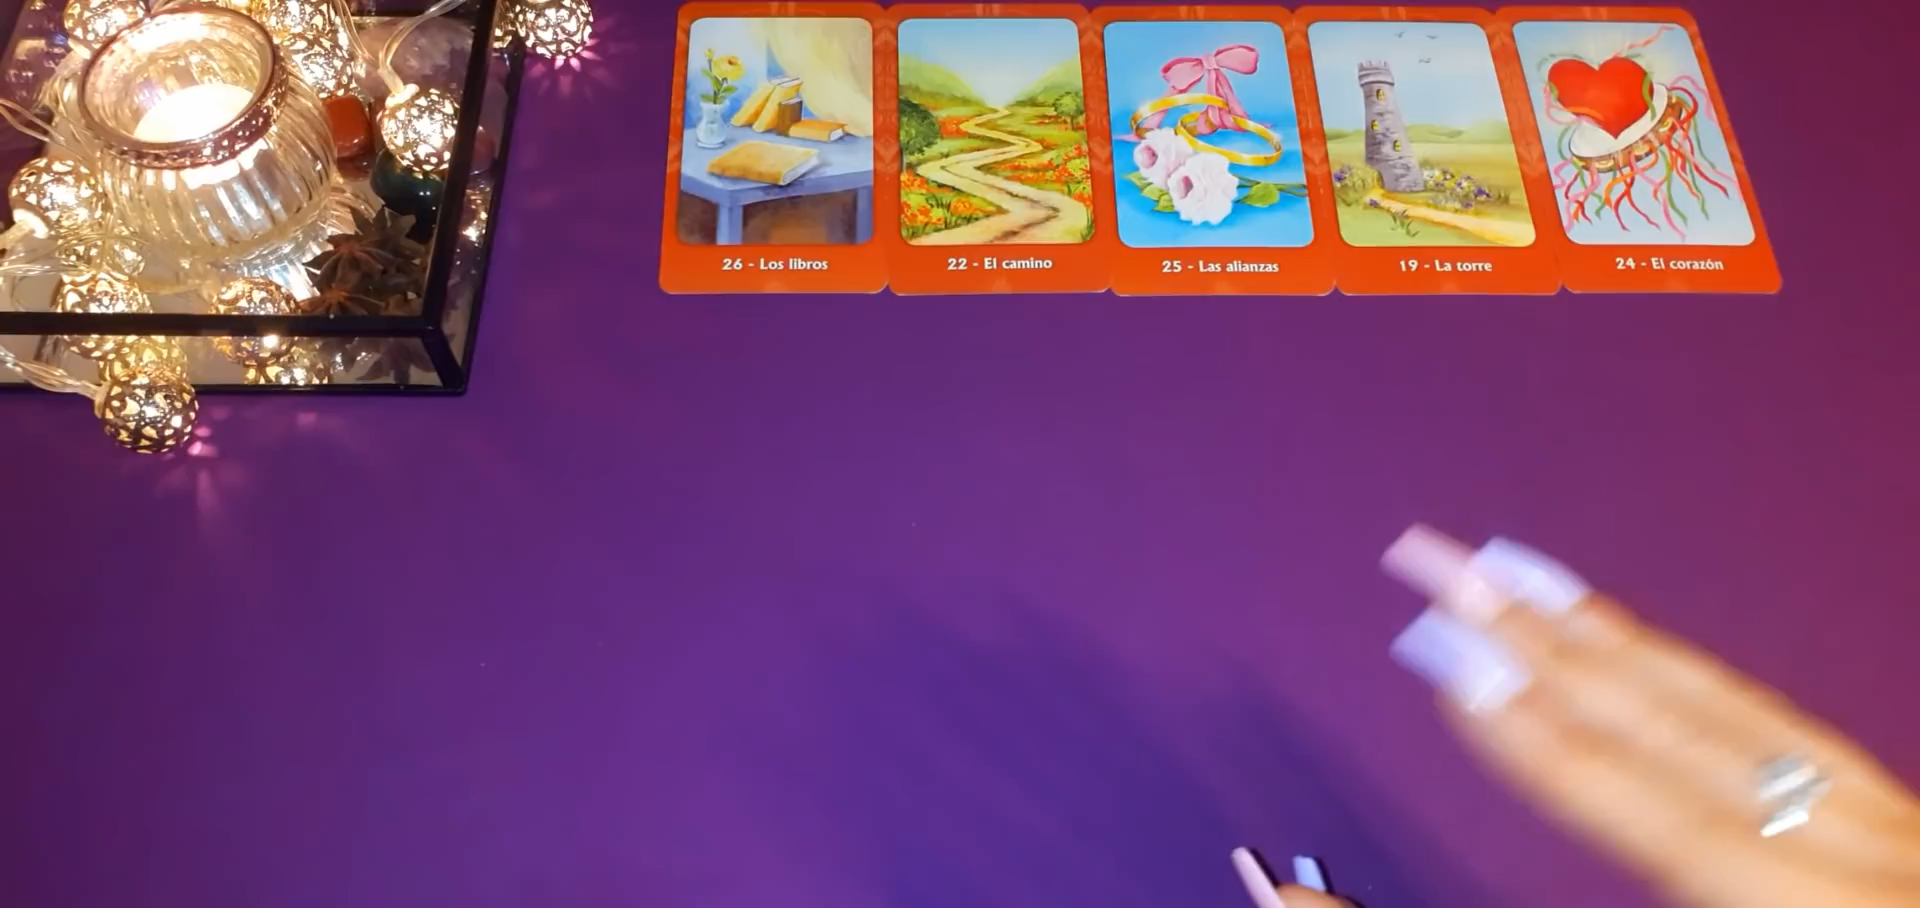 26 - Los libros
22 - El camino
25 - Las alianzas
19 - La torre
24 - El corazón